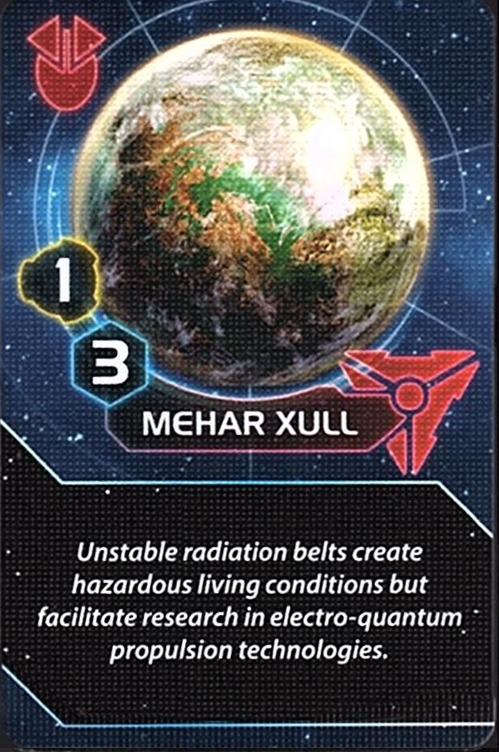 1
3
MEHAR XULL
Unstable radiation belts create
hazardous living conditions but
facilitate research in electro-quantum
propulsion technologies.